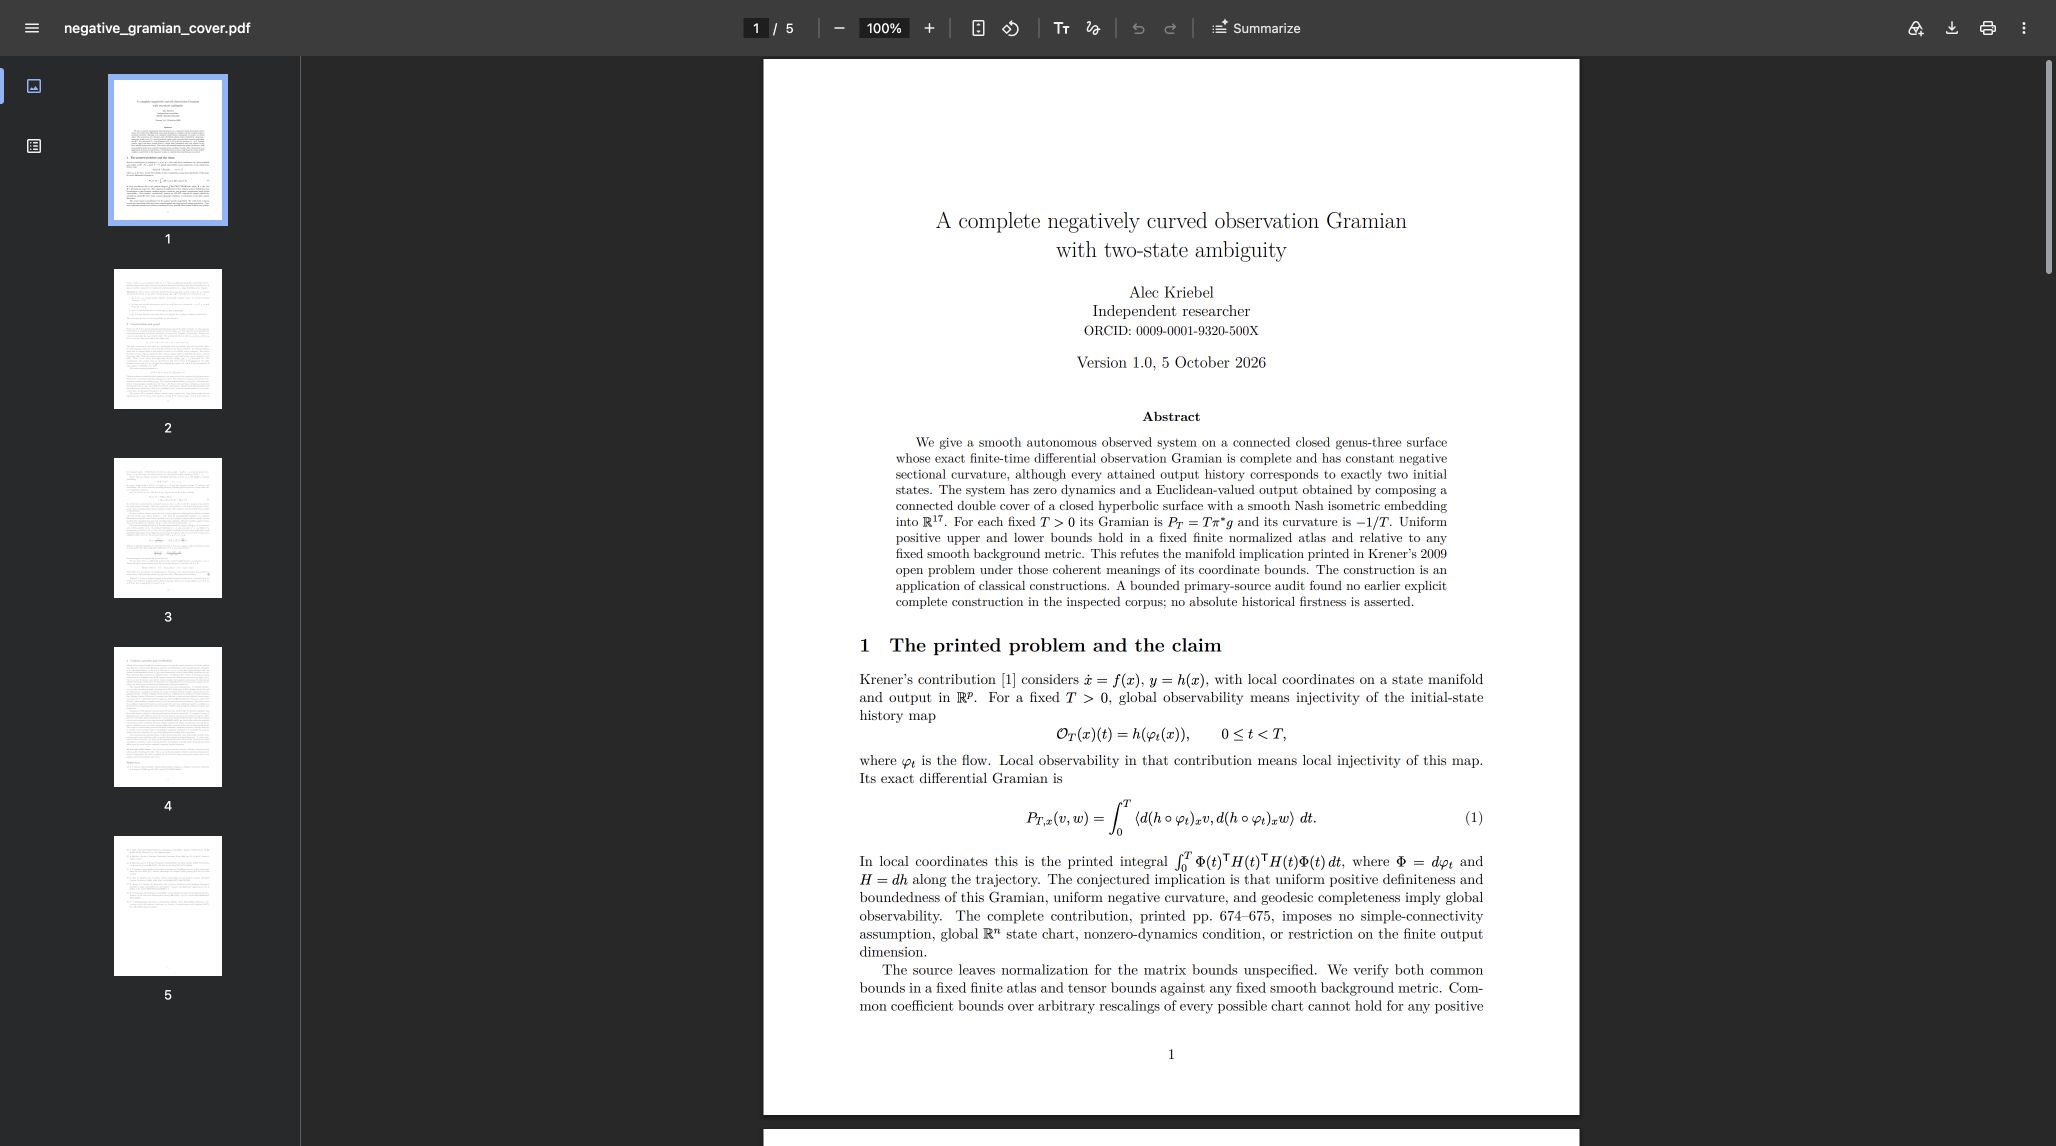 negative_gramian_cover.pdf
1 / 5
100%
Summarize
1
2
3
4
5
A complete negatively curved observation Gramian
with two-state ambiguity
Alec Kriebel
Independent researcher
ORCID: 0009-0001-9320-500X
Version 1.0, 5 October 2026
Abstract
We give a smooth autonomous observed system on a connected closed genus-three surface
whose exact finite-time differential observation Gramian is complete and has constant negative
sectional curvature, although every attained output history corresponds to exactly two initial
states. The system has zero dynamics and a Euclidean-valued output obtained by composing a
connected double cover of a closed hyperbolic surface with a smooth Nash isometric embedding
into ℝ¹⁷. For each fixed T > 0 its Gramian is P_T = Tπ*g and its curvature is −1/T. Uniform
positive upper and lower bounds hold in a fixed finite normalized atlas and relative to any
fixed smooth background metric. This refutes the manifold implication printed in Krener's 2009
open problem under those coherent meanings of its coordinate bounds. The construction is an
application of classical constructions. A bounded primary-source audit found no earlier explicit
complete construction in the inspected corpus; no absolute historical firstness is asserted.
1 The printed problem and the claim
Krener's contribution [1] considers ẋ = f(x), y = h(x), with local coordinates on a state manifold
and output in ℝᵖ. For a fixed T > 0, global observability means injectivity of the initial-state
history map
𝒪_T(x)(t) = h(φ_t(x)), 0 ≤ t < T,
where φ_t is the flow. Local observability in that contribution means local injectivity of this map.
Its exact differential Gramian is
P_{T,x}(v, w) = ∫₀ᵀ ⟨d(h ∘ φ_t)_x v, d(h ∘ φ_t)_x w⟩ dt. (1)
In local coordinates this is the printed integral ∫₀ᵀ Φ(t)ᵀH(t)ᵀH(t)Φ(t) dt, where Φ = dφ_t and
H = dh along the trajectory. The conjectured implication is that uniform positive definiteness and
boundedness of this Gramian, uniform negative curvature, and geodesic completeness imply global
observability. The complete contribution, printed pp. 674–675, imposes no simple-connectivity
assumption, global ℝⁿ state chart, nonzero-dynamics condition, or restriction on the finite output
dimension.
The source leaves normalization for the matrix bounds unspecified. We verify both common
bounds in a fixed finite atlas and tensor bounds against any fixed smooth background metric. Com-
mon coefficient bounds over arbitrary rescalings of every possible chart cannot hold for any positive
1